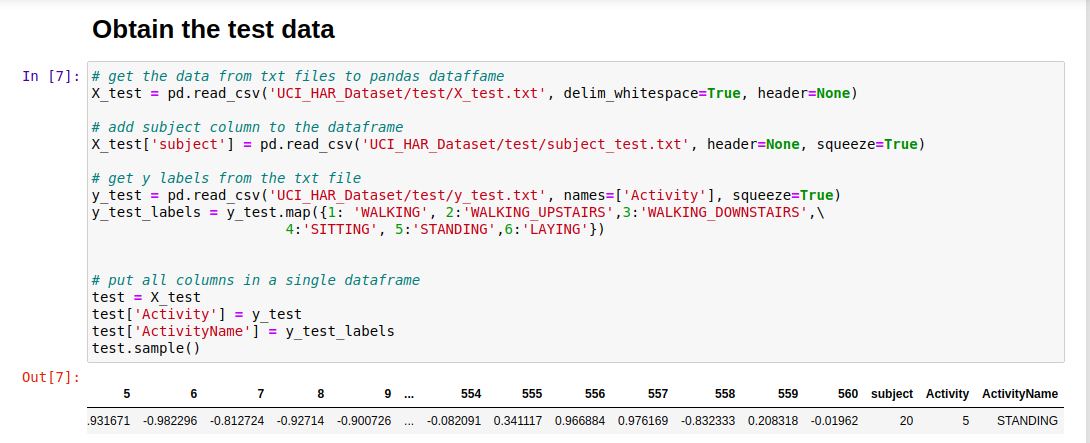 Obtain the test data
In [7]:
# get the data from txt files to pandas dataffame
X_test = pd.read_csv('UCI_HAR_Dataset/test/X_test.txt', delim_whitespace=True, header=None)
# add subject column to the dataframe
X_test['subject'] = pd.read_csv('UCI_HAR_Dataset/test/subject_test.txt', header=None, squeeze=True)
# get y labels from the txt file
y_test = pd.read_csv('UCI_HAR_Dataset/test/y_test.txt', names=['Activity'], squeeze=True)
y_test_labels = y_test.map({1: 'WALKING', 2:'WALKING_UPSTAIRS',3:'WALKING_DOWNSTAIRS',\
4:'SITTING', 5:'STANDING',6:'LAYING'})
# put all columns in a single dataframe
test = X_test
test['Activity'] = y_test
test['ActivityName'] = y_test_labels
test.sample()
Out[7]:
5 6 7 8 9 ... 554 555 556 557 558 559 560 subject Activity ActivityName
.931671 -0.982296 -0.812724 -0.92714 -0.900726 ... -0.082091 0.341117 0.966884 0.976169 -0.832333 0.208318 -0.01962 20 5 STANDING